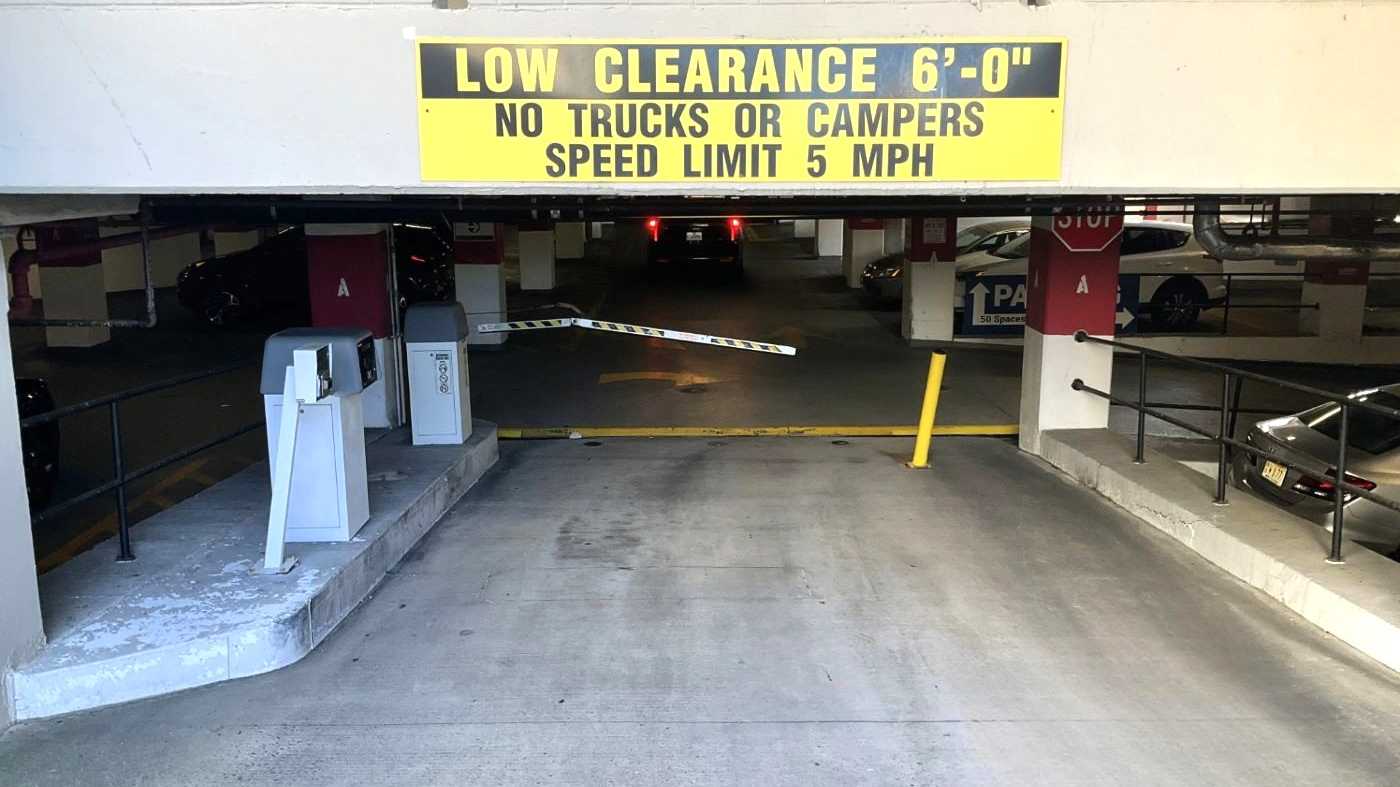 LOW CLEARANCE 6'-0"
NO TRUCKS OR CAMPERS
SPEED LIMIT 5 MPH
STOP
A
A
PA
50 Spaces